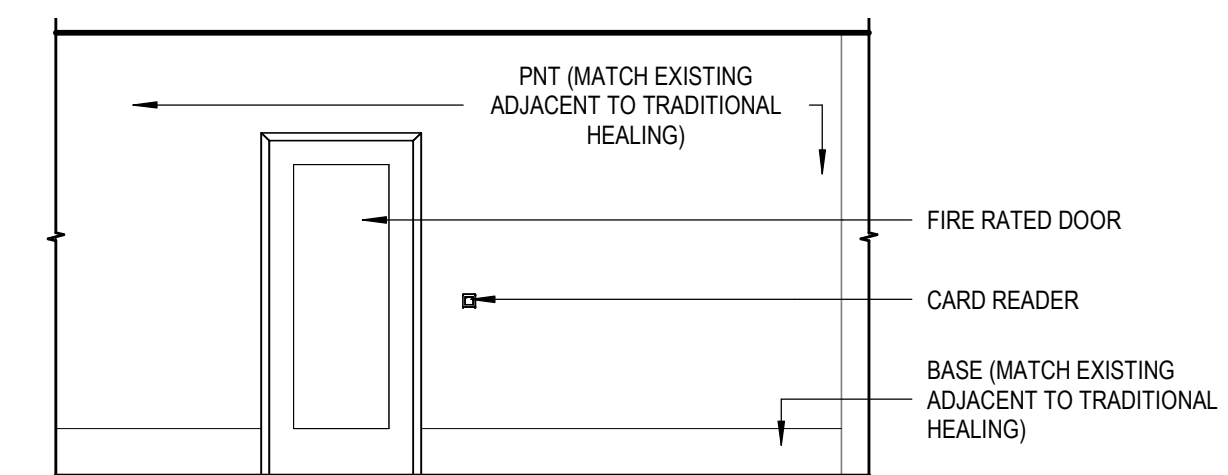 PNT (MATCH EXISTING
ADJACENT TO TRADITIONAL
HEALING)
FIRE RATED DOOR
CARD READER
BASE (MATCH EXISTING
ADJACENT TO TRADITIONAL
HEALING)